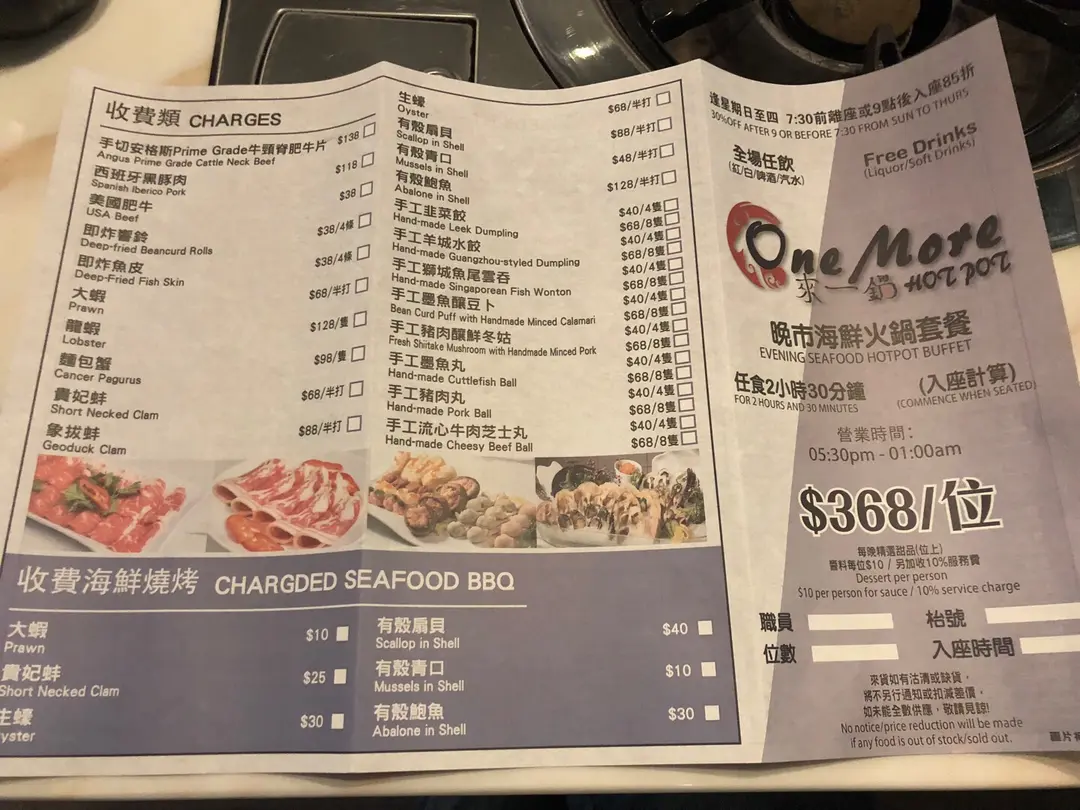 收費類 CHARGES
手切安格斯Prime Grade牛頸脊肥牛片 $138
Angus Prime Grade Cattle Neck Beef
西班牙黑豚肉 $118
Spanish Iberico Pork
美國肥牛 $38
USA Beef
即炸響鈴 $38/4條
Deep-fried Beancurd Rolls
即炸魚皮 $38/4條
Deep-Fried Fish Skin
大蝦 $68/半打
Prawn
龍蝦 $128/隻
Lobster
麵包蟹 $98/隻
Cancer Pagurus
貴妃蚌 $68/半打
Short Necked Clam
象拔蚌 $88/半打
Geoduck Clam
生蠔 $68/半打
Oyster
有殼扇貝 $88/半打
Scallop in Shell
有殼青口 $48/半打
Mussels in Shell
有殼鮑魚 $128/半打
Abalone in Shell
手工韭菜餃 $40/4隻
Hand-made Leek Dumpling $68/8隻
手工羊城水餃 $40/4隻
Hand-made Guangzhou-styled Dumpling $68/8隻
手工獅城魚尾雲吞 $40/4隻
Hand-made Singaporean Fish Wonton $68/8隻
手工墨魚釀豆卜 $40/4隻
Bean Curd Puff with Handmade Minced Calamari $68/8隻
手工豬肉釀鮮冬菇 $40/4隻
Fresh Shiitake Mushroom with Handmade Minced Pork $68/8隻
手工墨魚丸 $40/4隻
Hand-made Cuttlefish Ball $68/8隻
手工豬肉丸 $40/4隻
Hand-made Pork Ball $68/8隻
手工流心牛肉芝士丸 $40/4隻
Hand-made Cheesy Beef Ball $68/8隻
收費海鮮燒烤 CHARGDED SEAFOOD BBQ
大蝦 $10
Prawn
貴妃蚌 $25
Short Necked Clam
生蠔 $30
yster
有殼扇貝 $40
Scallop in Shell
有殼青口 $10
Mussels in Shell
有殼鮑魚 $30
Abalone in Shell
逢星期日至四 7:30前離座或9點後入座85折
30%OFF AFTER 9 OR BEFORE 7:30 FROM SUN TO THURS
全場任飲
(紅/白/啤酒/汽水)
Free Drinks
(Liquor/Soft Drinks)
One More
來一鍋 HOT POT
晚市海鮮火鍋套餐
EVENING SEAFOOD HOTPOT BUFFET
任食2小時30分鐘 (入座計算)
FOR 2 HOURS AND 30 MINUTES (COMMENCE WHEN SEATED)
營業時間:
05:30pm - 01:00am
$368/位
每晚精選甜品(位上)
醬料每位$10 / 另加收10%服務費
Dessert per person
$10 per person for sauce / 10% service charge
職員 枱號
位數 入座時間
來貨如有沽清或缺貨，
將不另行通知或扣減差價，
如未能全數供應，敬請見諒!
No notice/price reduction will be made
if any food is out of stock/sold out.
圖片